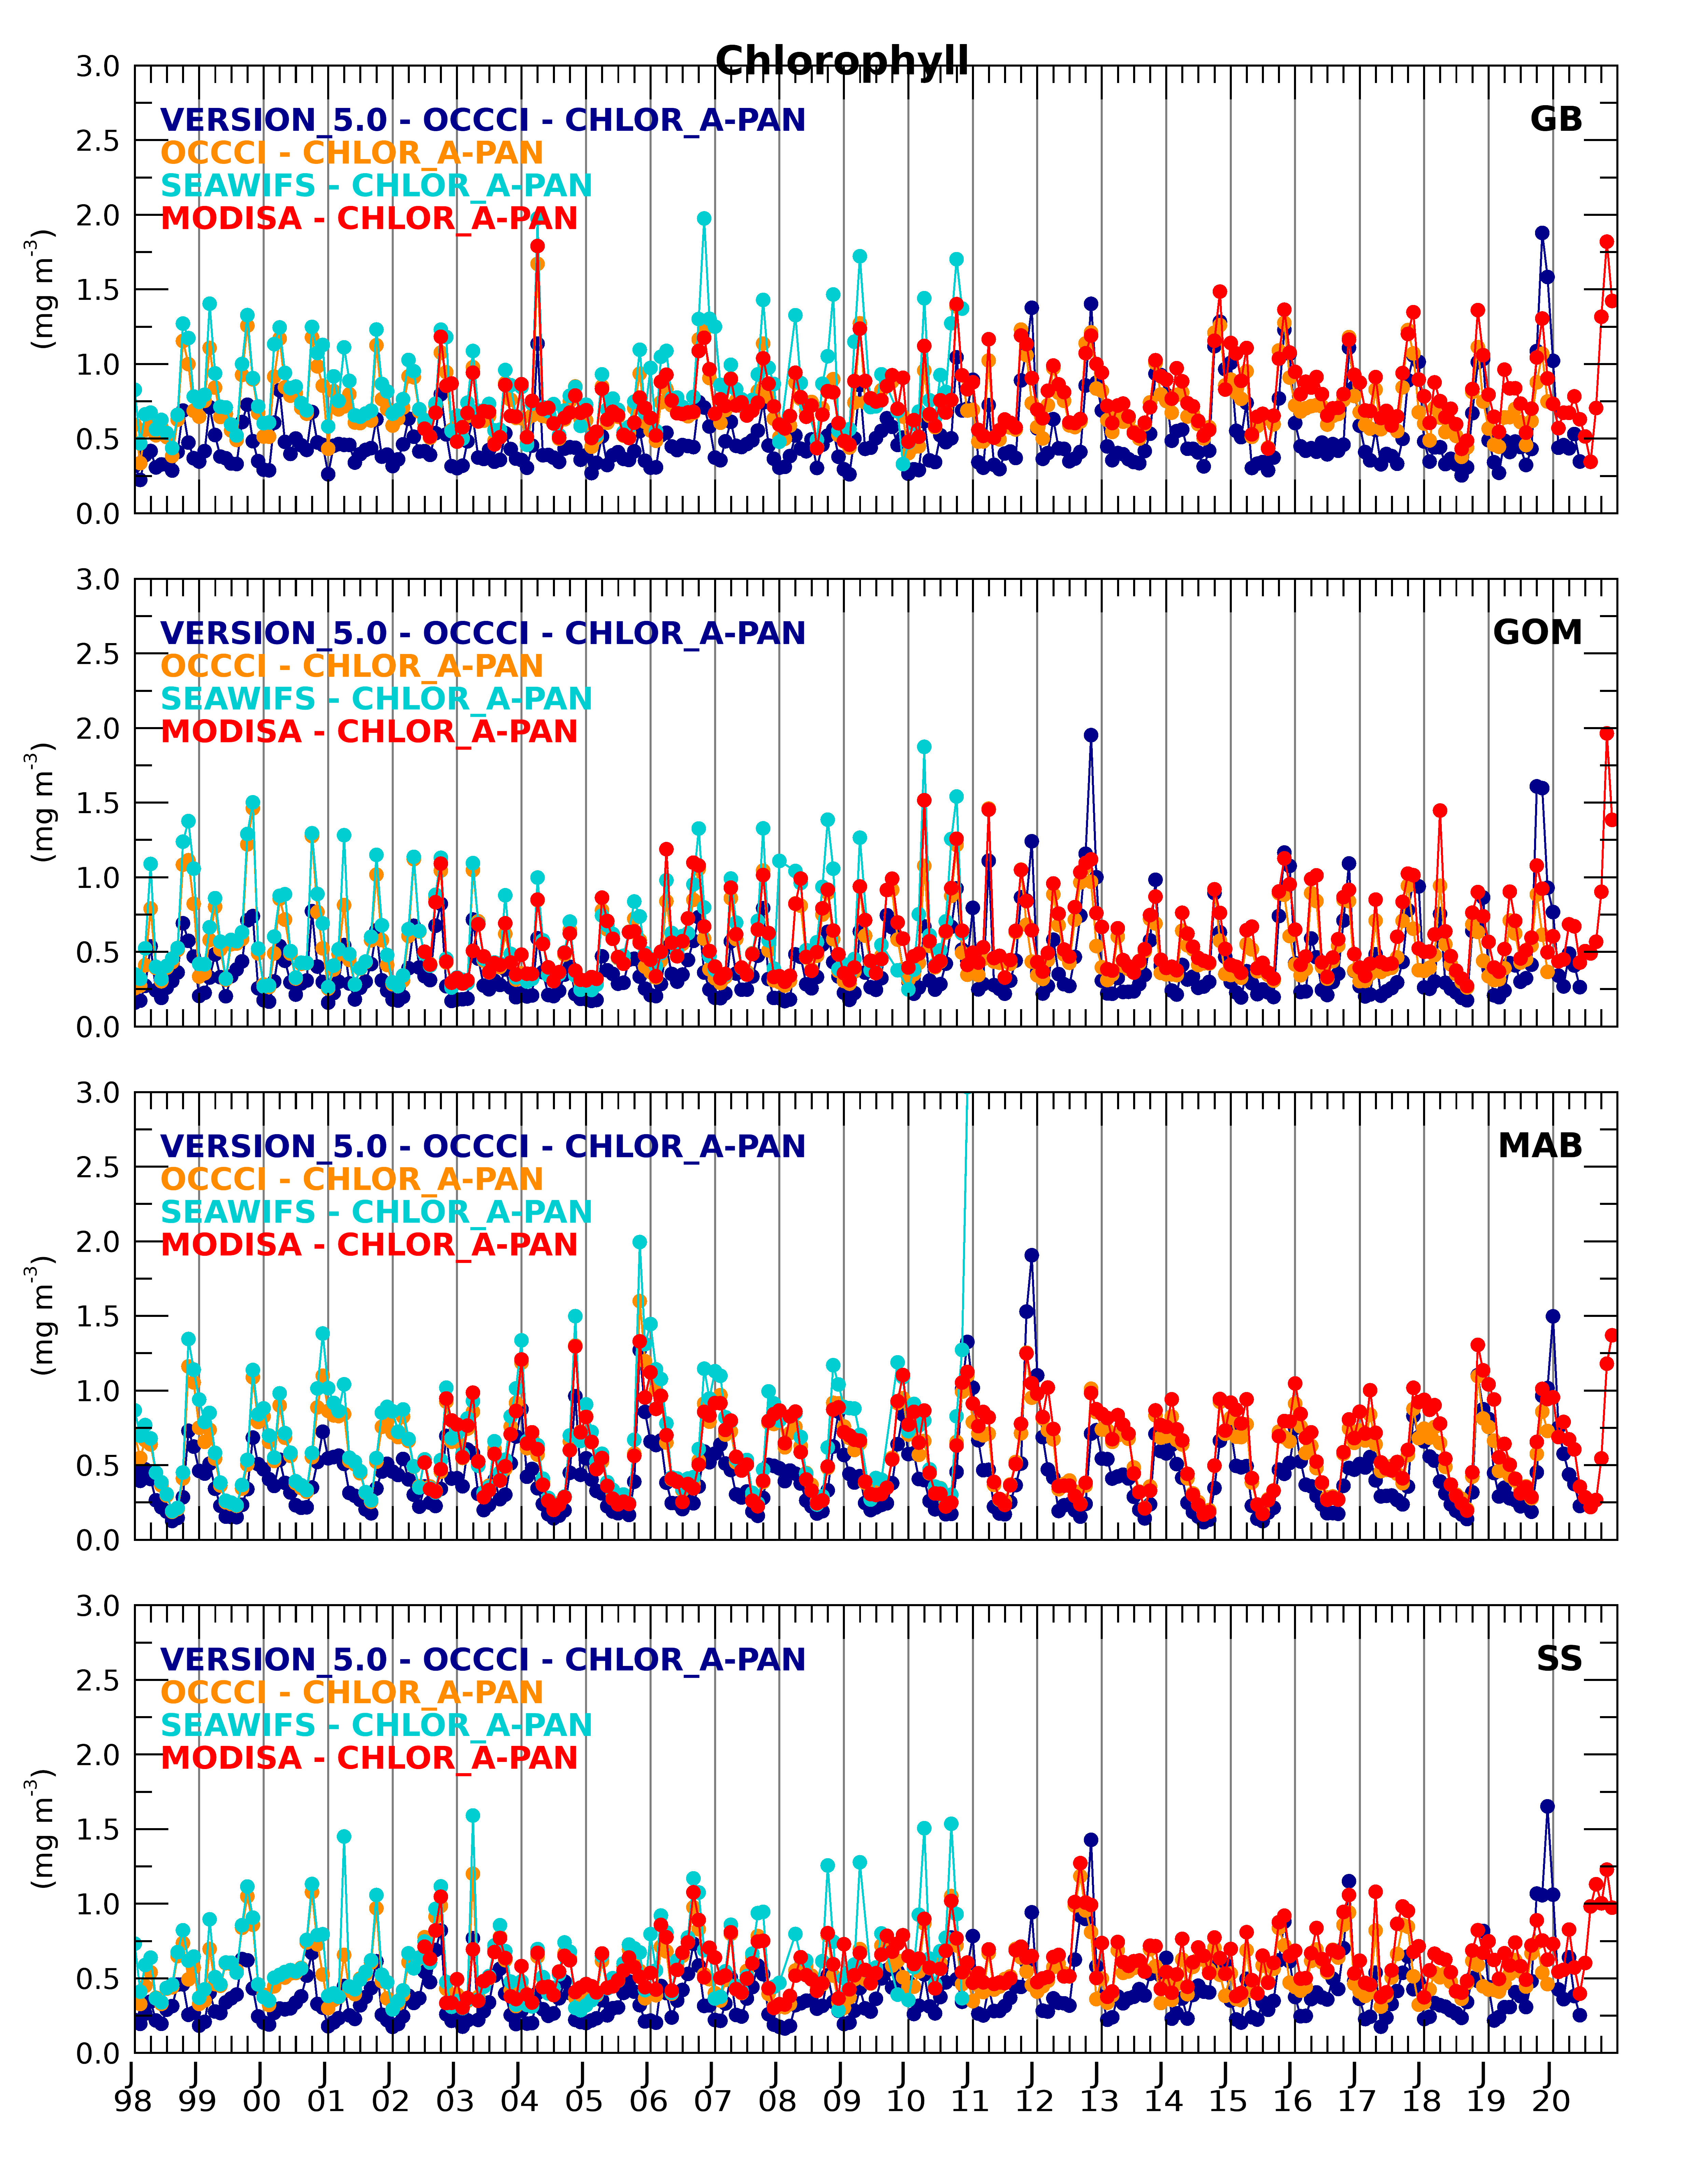 Chlorophyll
3.0
VERSION_5.0 - OCCCI - CHLOR_A-PAN
GB
2.5
OCCCI - CHLOR_A-PAN
SEAWIFS - CHLOR_A-PAN
2.0
MODISA - CHLOR_A-PAN
(mg m-3)
1.5
1.0
0.5
0.0
3.0
VERSION_5.0 - OCCCI - CHLOR_A-PAN
GOM
2.5
OCCCI - CHLOR_A-PAN
SEAWIFS - CHLOR_A-PAN
2.0
MODISA - CHLOR_A-PAN
(mg m-3)
1.5
1.0
0.5
0.0
3.0
VERSION_5.0 - OCCCI - CHLOR_A-PAN
MAB
2.5
OCCCI - CHLOR_A-PAN
SEAWIFS - CHLOR_A-PAN
2.0
MODISA - CHLOR_A-PAN
(mg m-3)
1.5
1.0
0.5
0.0
3.0
VERSION_5.0 - OCCCI - CHLOR_A-PAN
SS
2.5
OCCCI - CHLOR_A-PAN
SEAWIFS - CHLOR_A-PAN
2.0
MODISA - CHLOR_A-PAN
(mg m-3)
1.5
1.0
0.5
0.0
J J J J J J J J J J J J J J J J J J J J J J J
98 99 00 01 02 03 04 05 06 07 08 09 10 11 12 13 14 15 16 17 18 19 20